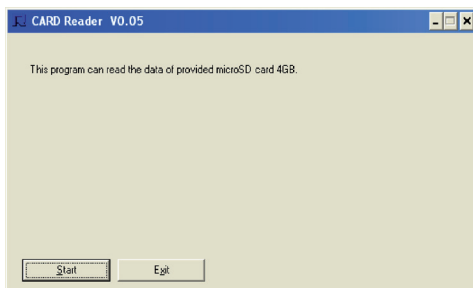 CARD Reader V0.05
This program can read the data of provided microSD card 4GB.
Start
Exit